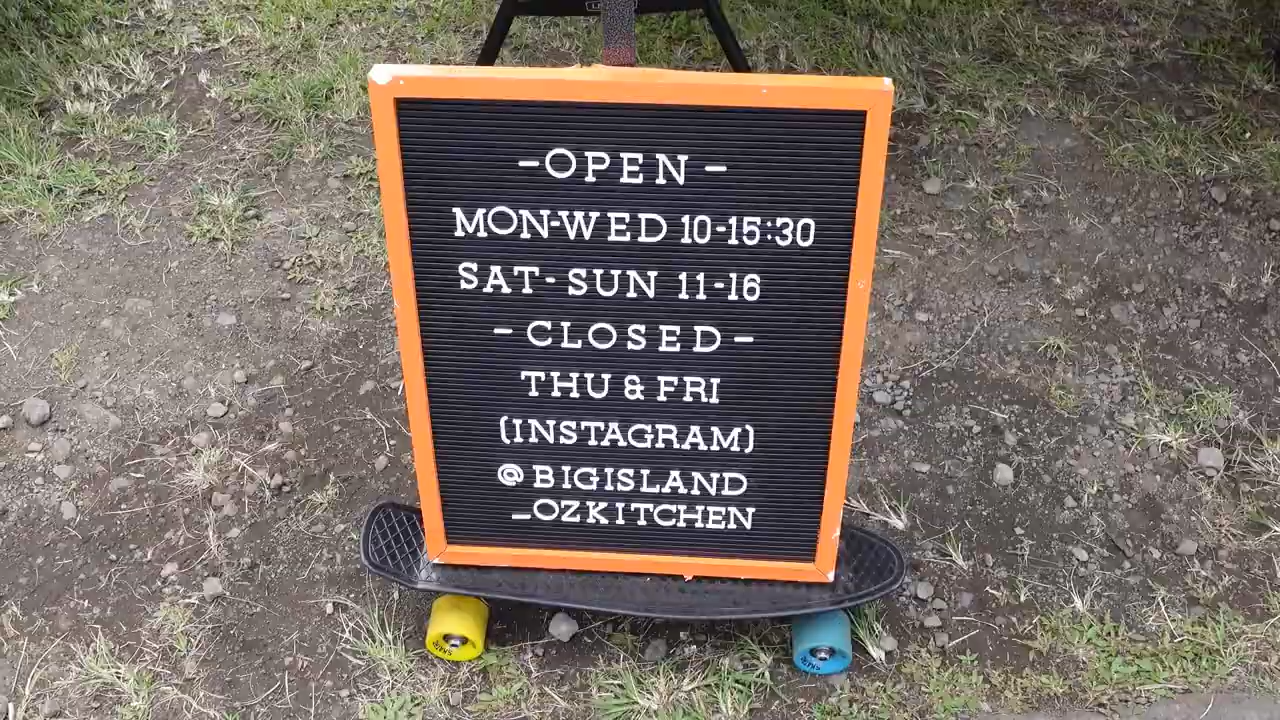 -OPEN-
MON-WED 10-15:30
SAT-SUN 11-16
-CLOSED-
THU & FRI
(INSTAGRAM)
@BIGISLAND
_OZKITCHEN